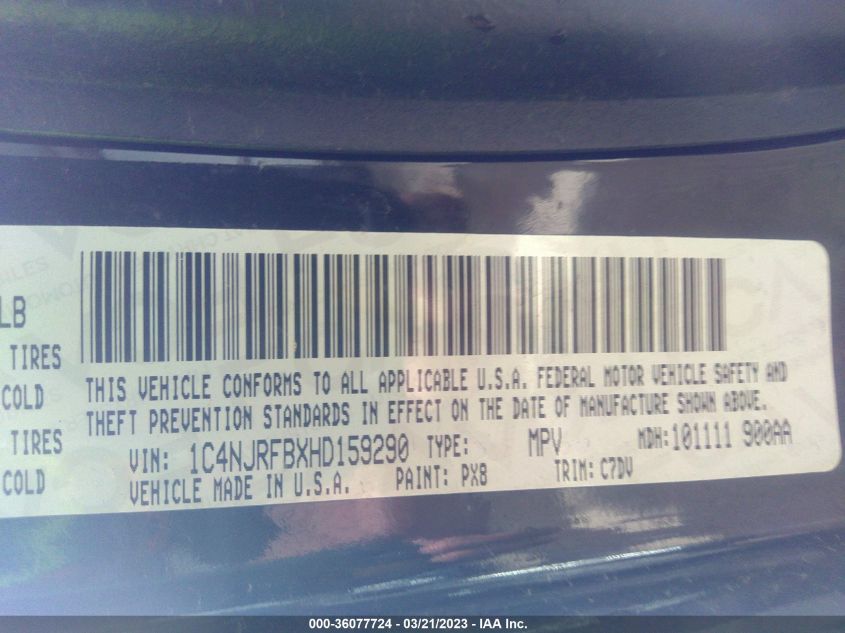 LB
TIRES
COLD
TIRES
COLD
THIS VEHICLE CONFORMS TO ALL APPLICABLE U.S.A. FEDERAL MOTOR VEHICLE SAFETY AND
THEFT PREVENTION STANDARDS IN EFFECT ON THE DATE OF MANUFACTURE SHOWN ABOVE.
VIN: 1C4NJRFBXHD159290 TYPE: MPV MDH:101111 900AA
VEHICLE MADE IN U.S.A. PAINT: PX8 TRIM: C7DV
000-36077724 - 03/21/2023 - IAA Inc.